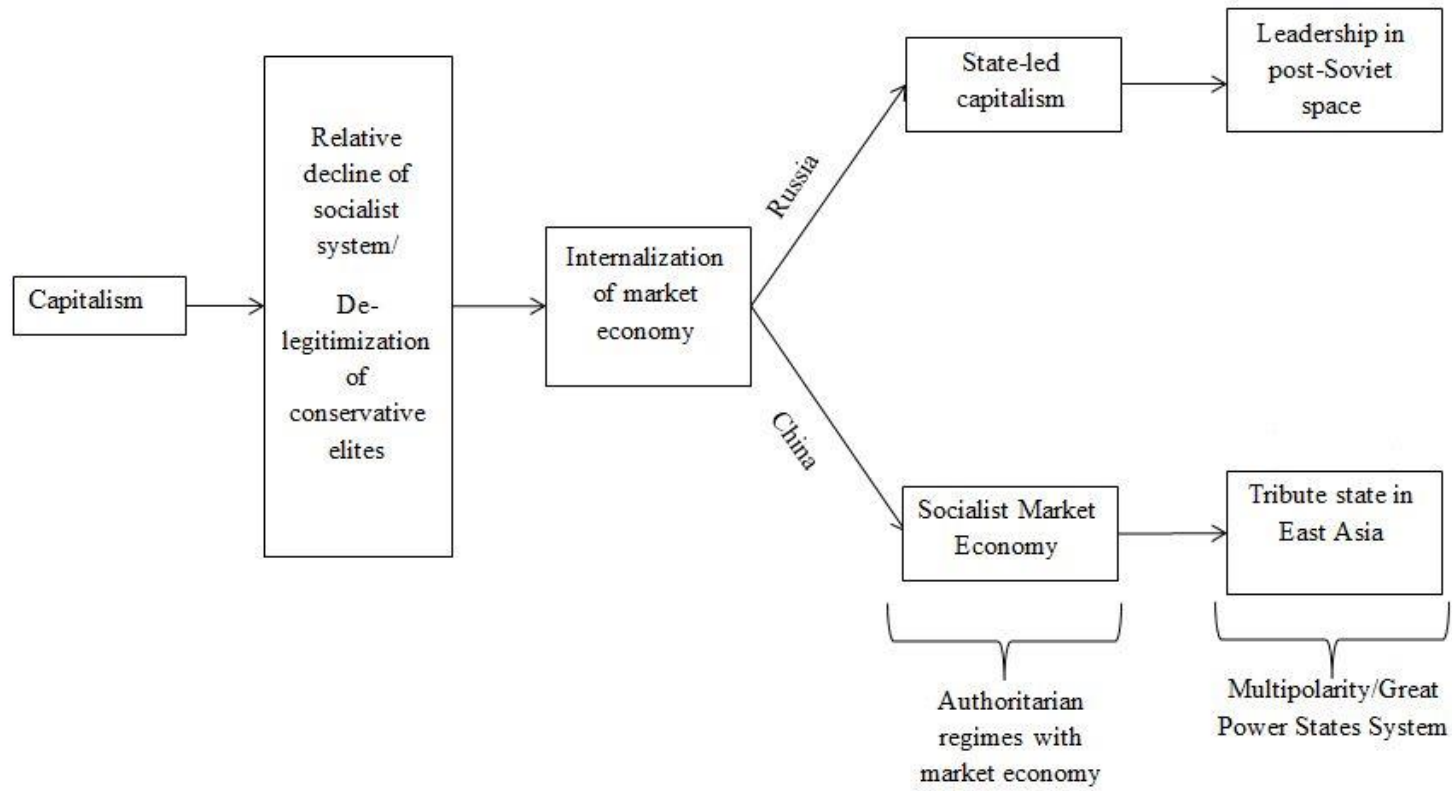 Capitalism
Relative
decline of
socialist
system/
De-
legitimization
of
conservative
elites
Internalization
of market
economy
Russia
State-led
capitalism
Leadership in
post-Soviet
space
China
Socialist Market
Economy
Tribute state in
East Asia
Authoritarian
regimes with
market economy
Multipolarity/Great
Power States System